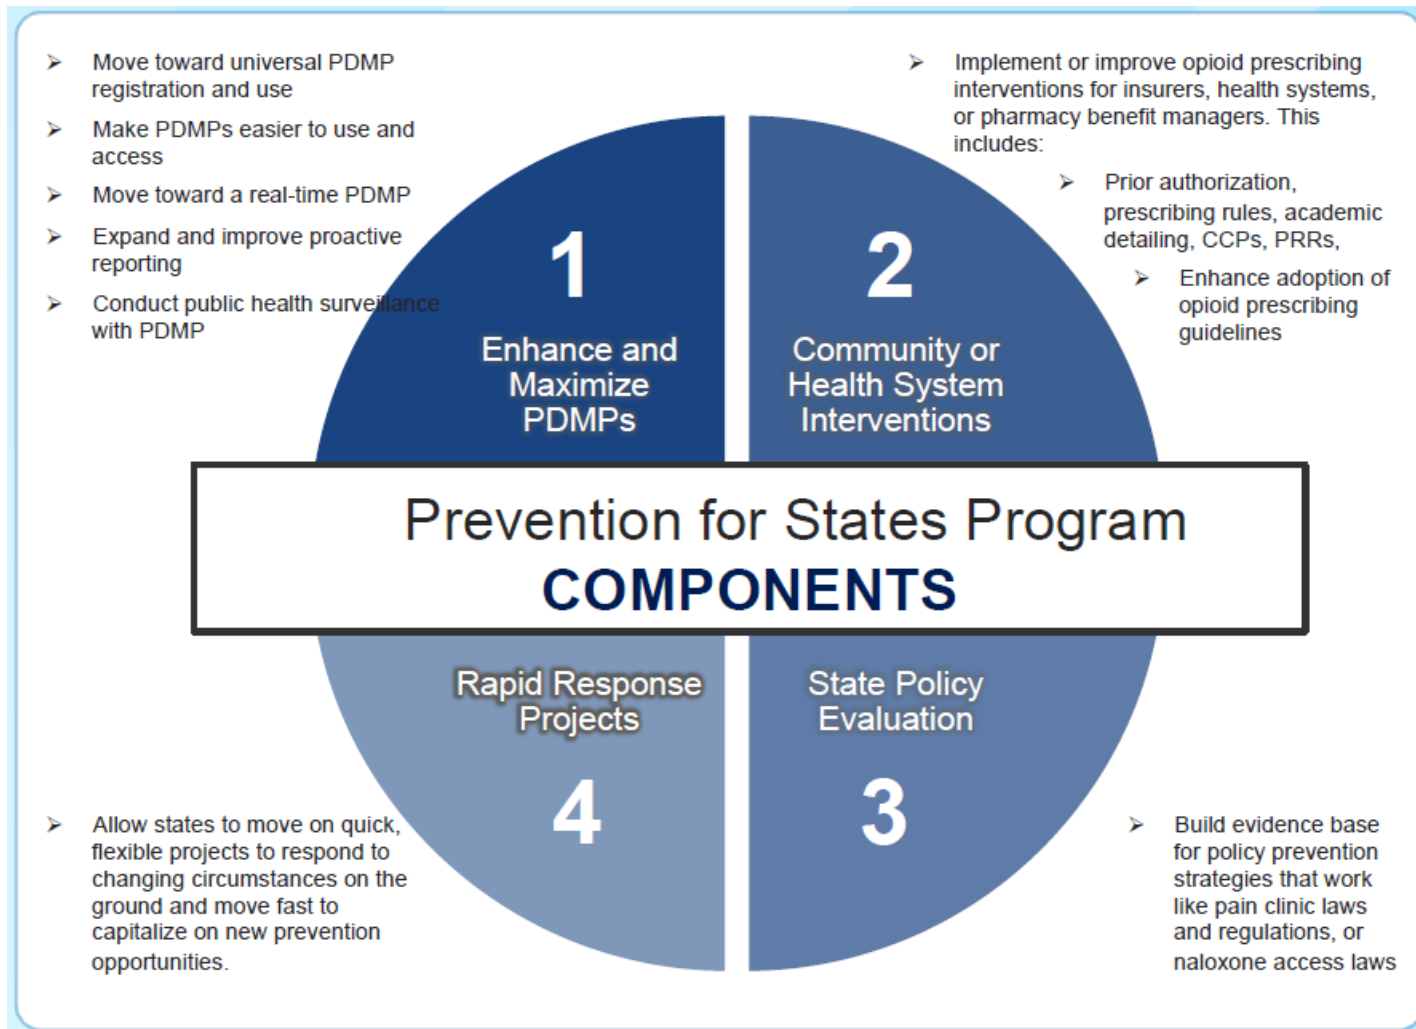 ➢ Move toward universal PDMP
registration and use
➢ Make PDMPs easier to use and
access
➢ Move toward a real-time PDMP
➢ Expand and improve proactive
reporting
➢ Conduct public health surveillance
with PDMP
➢ Implement or improve opioid prescribing
interventions for insurers, health systems,
or pharmacy benefit managers. This
includes:
➢ Prior authorization,
prescribing rules, academic
detailing, CCPs, PRRs,
➢ Enhance adoption of
opioid prescribing
guidelines
1
Enhance and
Maximize
PDMPs
2
Community or
Health System
Interventions
Prevention for States Program
COMPONENTS
Rapid Response
Projects
4
State Policy
Evaluation
3
➢ Allow states to move on quick,
flexible projects to respond to
changing circumstances on the
ground and move fast to
capitalize on new prevention
opportunities.
➢ Build evidence base
for policy prevention
strategies that work
like pain clinic laws
and regulations, or
naloxone access laws